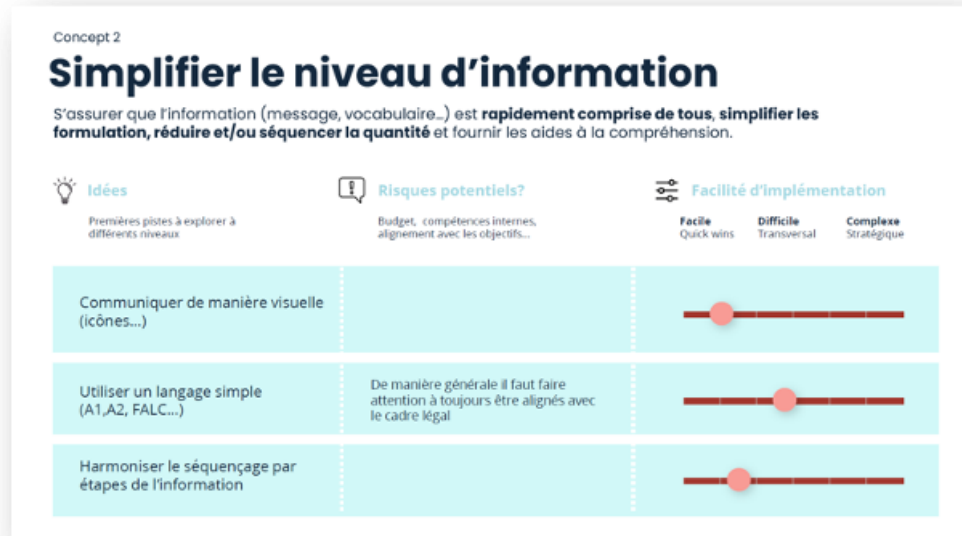 Concept 2
Simplifier le niveau d'information
S'assurer que l'information (message, vocabulaire…) est rapidement comprise de tous, simplifier les
formulation, réduire et/ou séquencer la quantité et fournir les aides à la compréhension.
Idées
Premières pistes à explorer à
différents niveaux
Risques potentiels?
Budget, compétences internes,
alignement avec les objectifs...
Facilité d'implémentation
Facile
Quick wins
Difficile
Transversal
Complexe
Stratégique
Communiquer de manière visuelle
(icônes...)
Utiliser un langage simple
(A1,A2, FALC...)
De manière générale il faut faire
attention à toujours être alignés avec
le cadre légal
Harmoniser le séquençage par
étapes de l'information